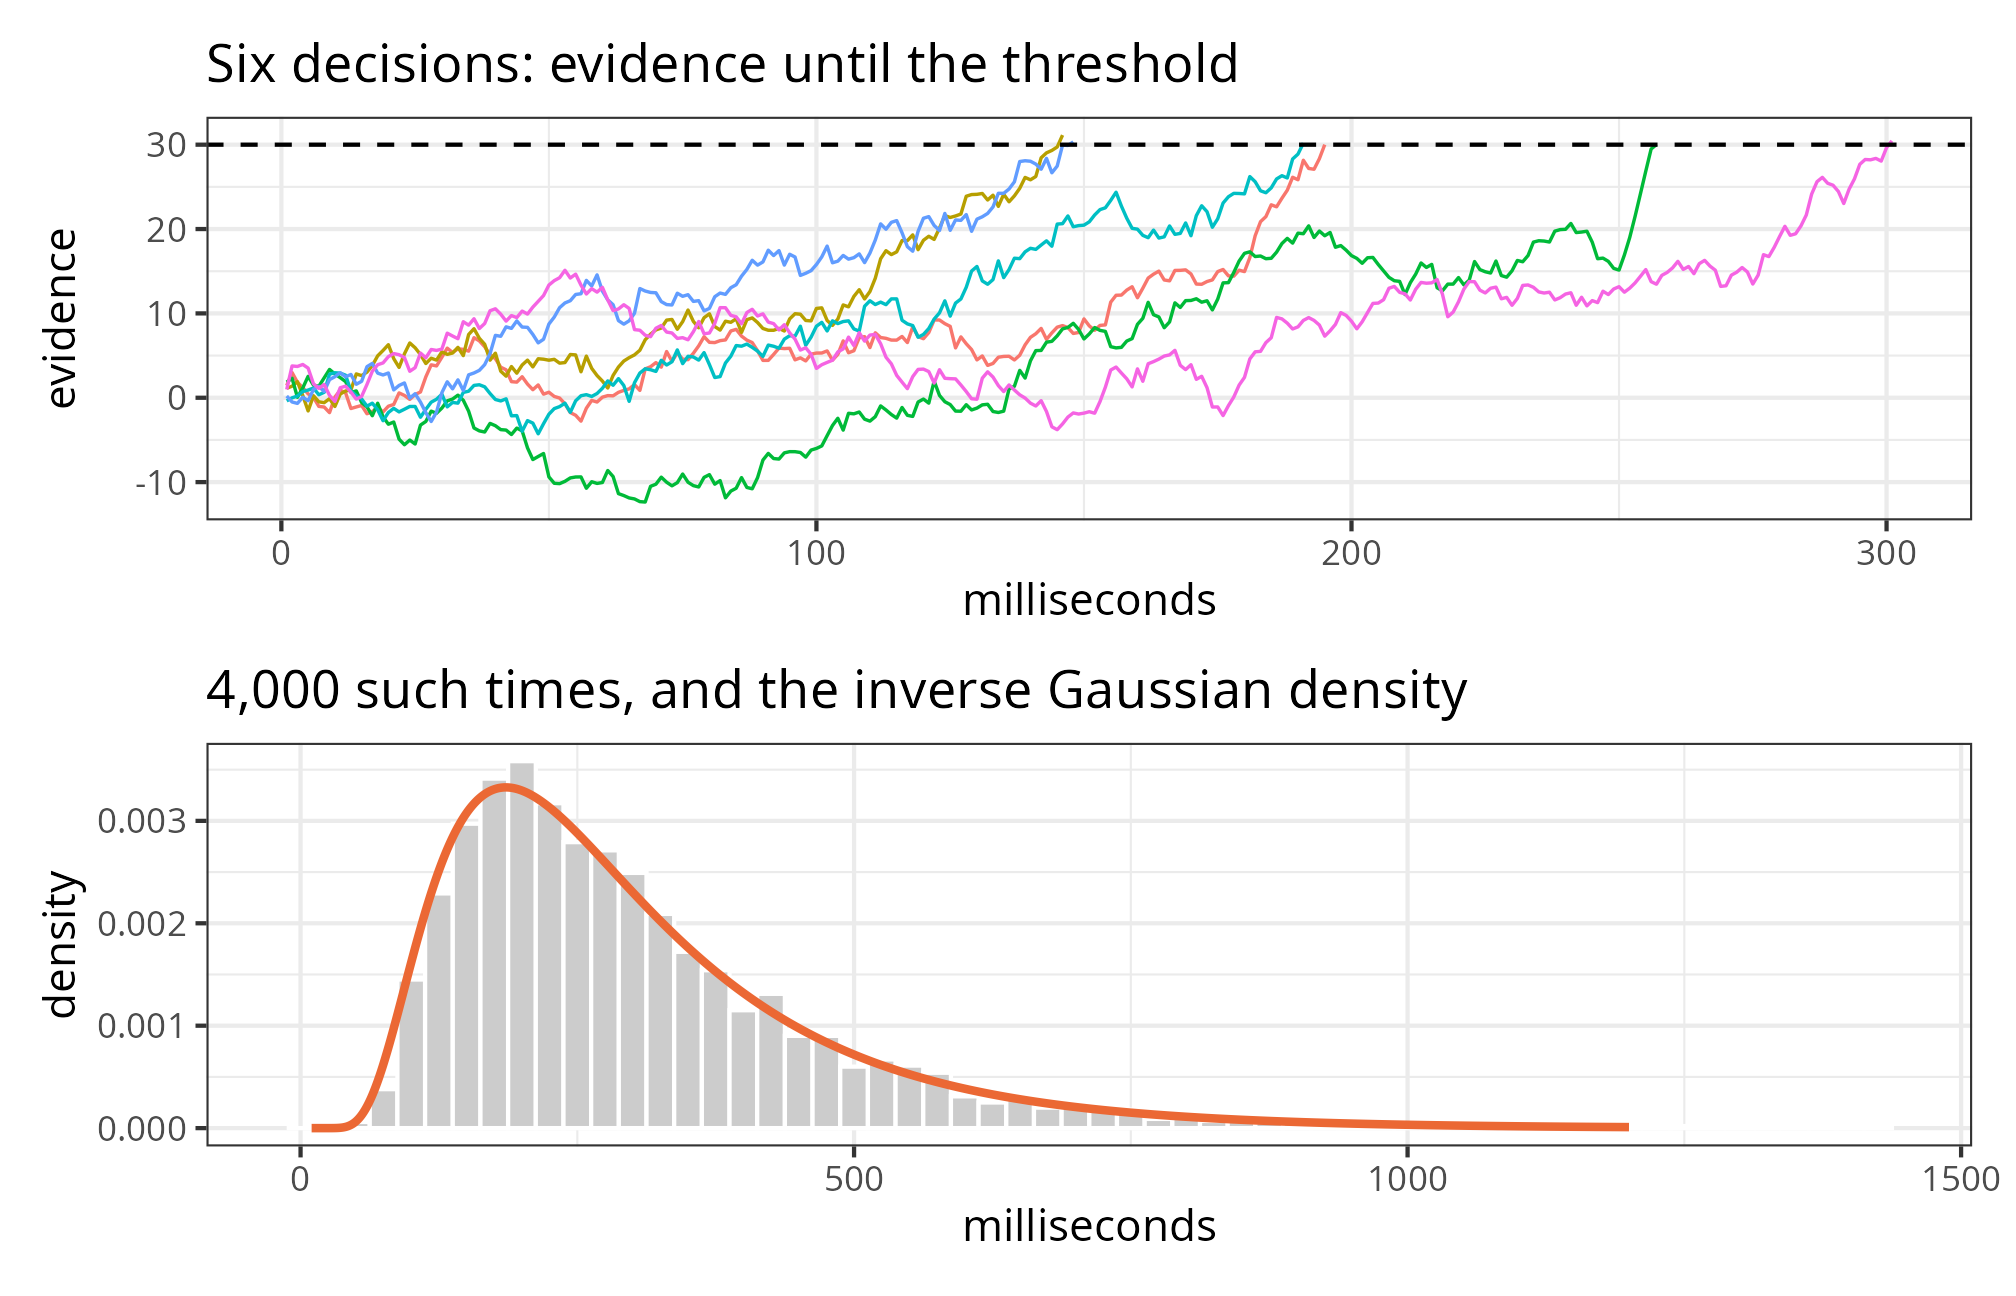 Six decisions: evidence until the threshold
30
20
10
0
-10
evidence
0 100 200 300
milliseconds
4,000 such times, and the inverse Gaussian density
0.003
0.002
0.001
0.000
density
0 500 1000 1500
milliseconds